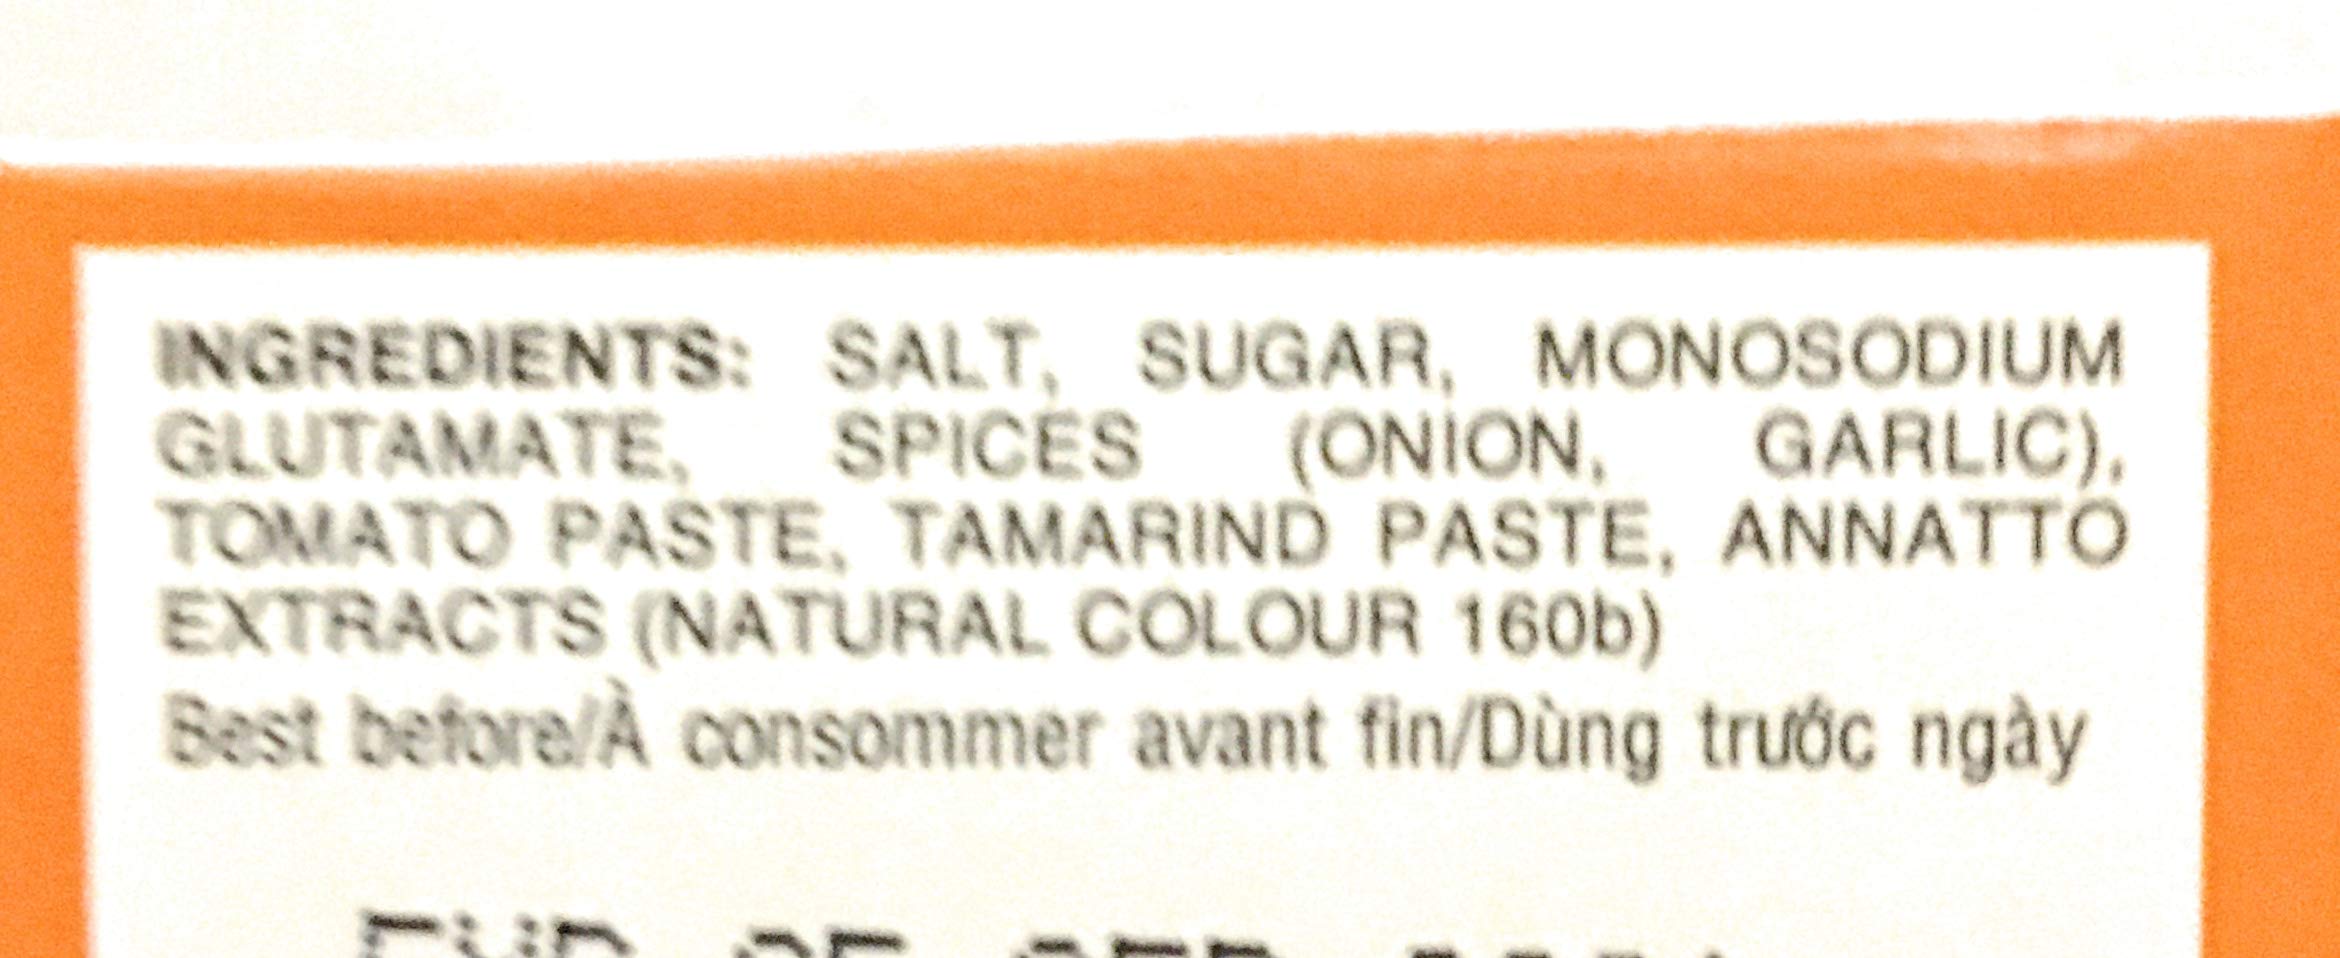 INGREDIENTS: SALT, SUGAR, MONOSODIUM
GLUTAMATE, SPICES (ONION, GARLIC),
TOMATO PASTE, TAMARIND PASTE, ANNATTO
EXTRACTS (NATURAL COLOUR 160b)
Best before/À consommer avant fin/Dùng trước ngày